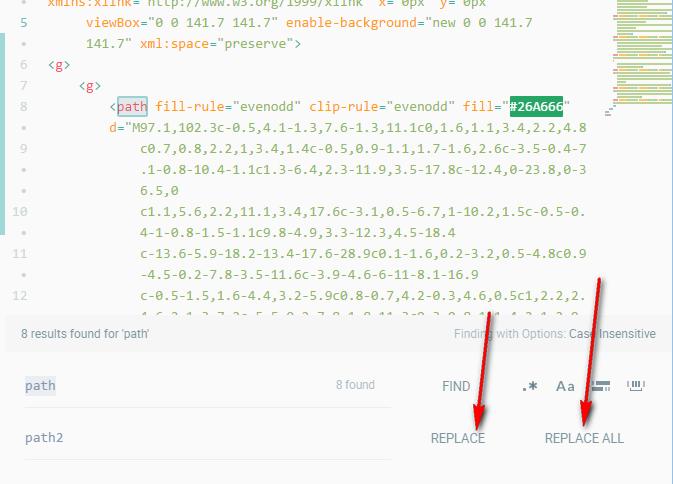 xmlns:xlink="http://www.w3.org/1999/xlink" x="0px" y="0px"
5 viewBox="0 0 141.7 141.7" enable-background="new 0 0 141.7
141.7" xml:space="preserve">
6 <g>
7 <g>
8 <path fill-rule="evenodd" clip-rule="evenodd" fill="#26A666"
d="M97.1,102.3c-0.5,4.1-1.3,7.6-1.3,11.1c0,1.6,1.1,3.4,2.2,4.8
9 c0.7,0.8,2.2,1,3.4,1.4c-0.5,0.9-1.1,1.7-1.6,2.6c-3.5-0.4-7
.1-0.8-10.4-1.1c1.3-6.4,2.3-11.9,3.5-17.8c-12.4,0-23.8,0-3
6.5,0
10 c1.1,5.6,2.2,11.1,3.4,17.6c-3.1,0.5-6.7,1-10.2,1.5c-0.5-0.
4-1-0.8-1.5-1.1c9.8-4.9,3.3-12.3,4.5-18.4
11 c-13.6-5.9-18.2-13.4-17.6-28.9c0.1-1.6,0.2-3.2,0.5-4.8c0.9
-4.5-0.2-7.8-3.5-11.6c-3.9-4.6-6-11-8.1-16.9
12 c-0.5-1.5,1.6-4.4,3.2-5.9c0.8-0.7,4.2-0.3,4.6,0.5c1,2.2,2.
8 results found for 'path'
Finding with Options: Case Insensitive
path 8 found FIND .* Aa
path2 REPLACE REPLACE ALL